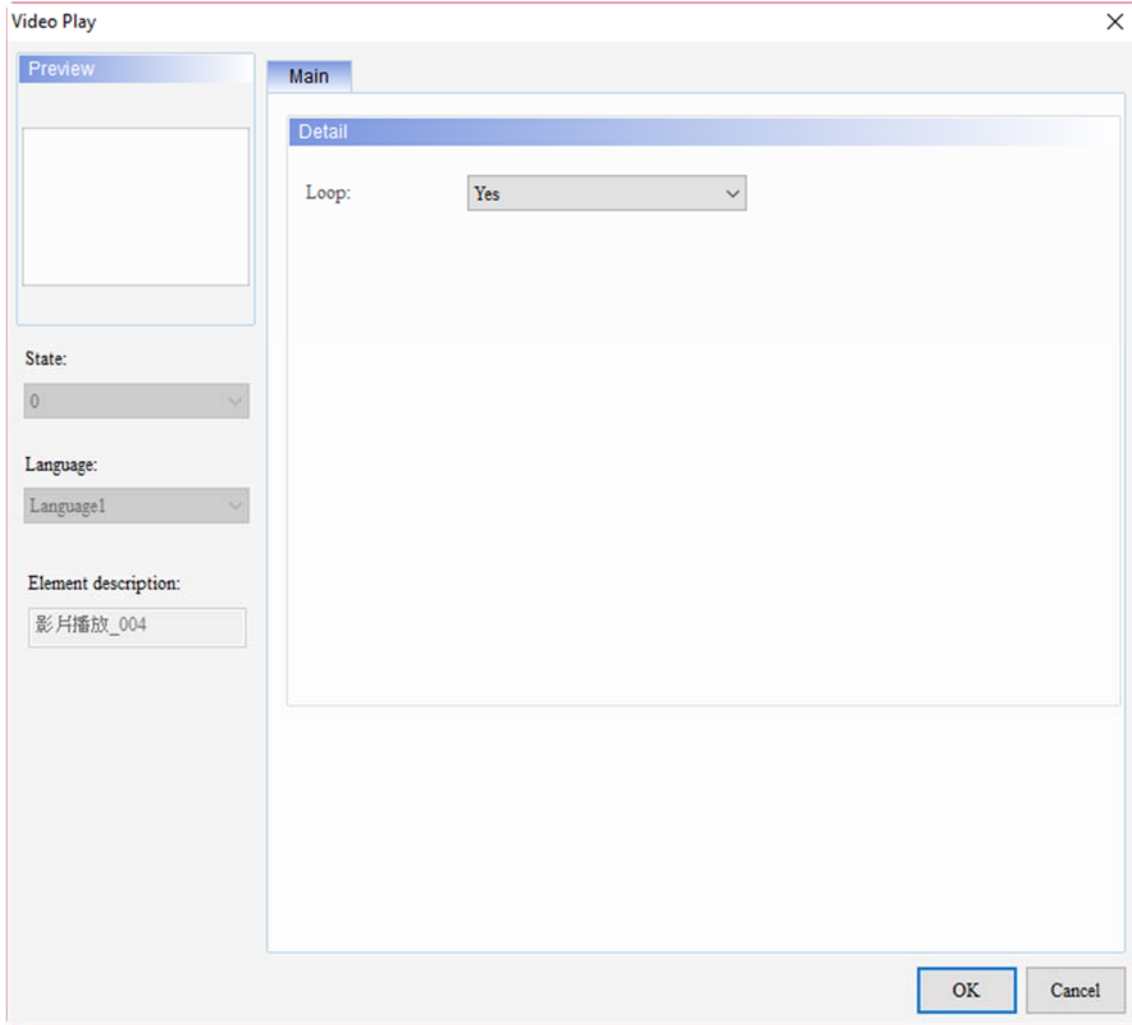 Video Play
Preview
State:
0
Language:
Language1
Element description:
影片播放_004
Main
Detail
Loop:
Yes
OK
Cancel